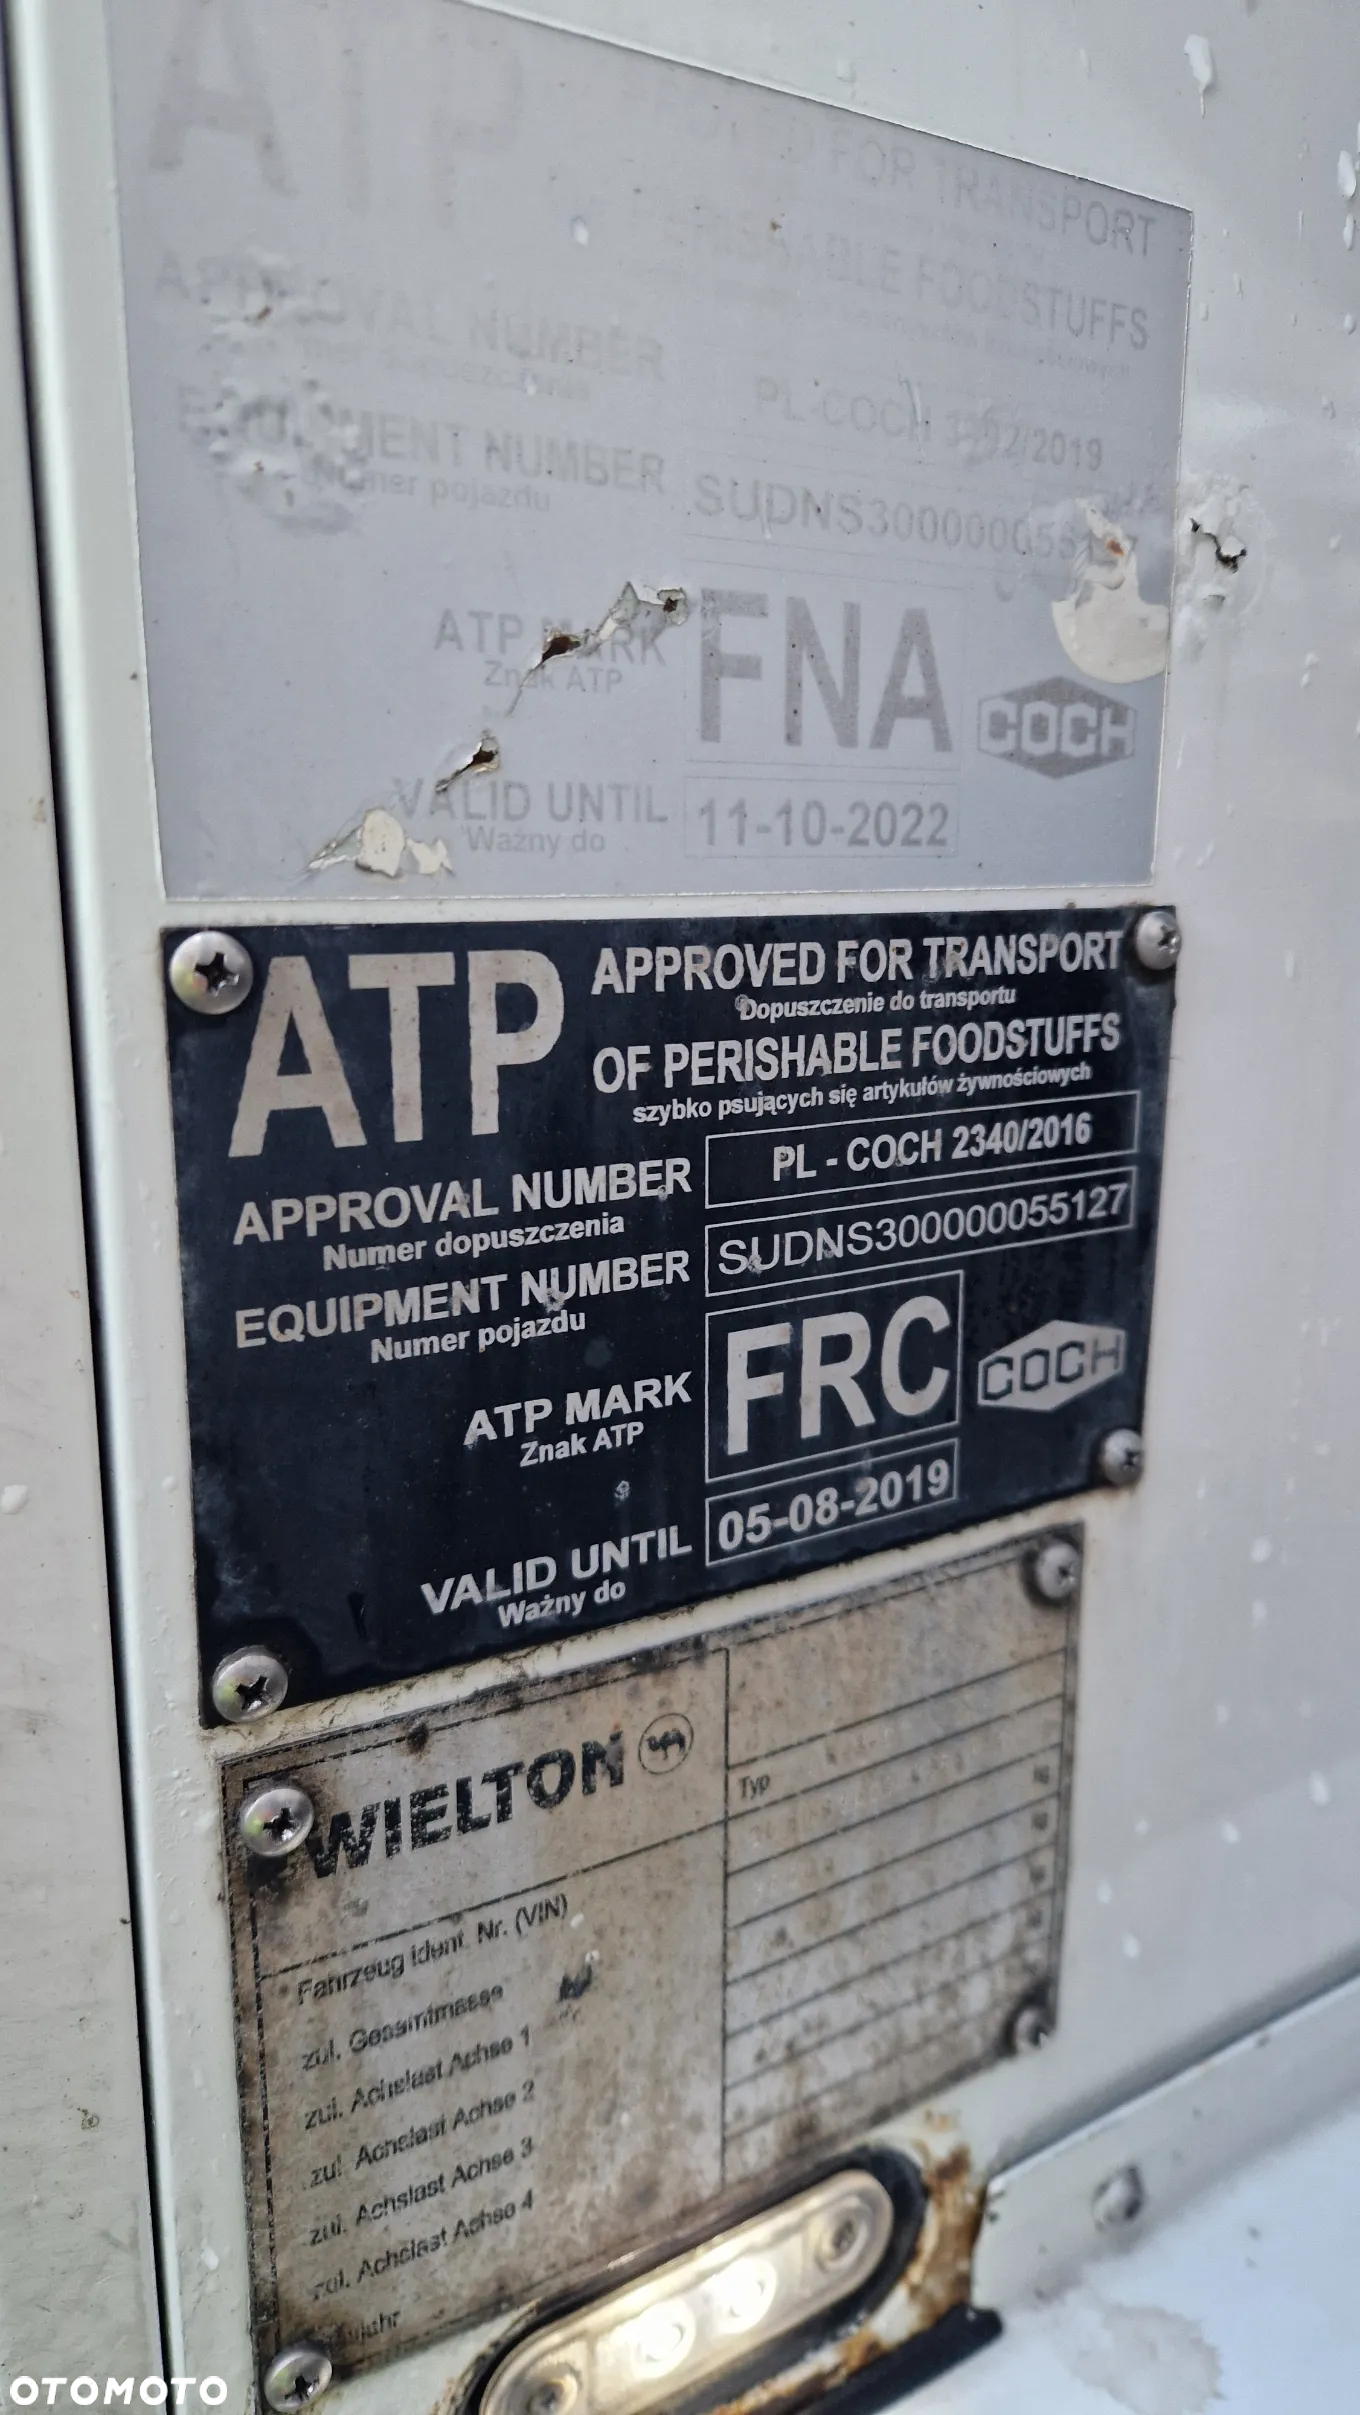 ATP
FOR TRANSPORT
PERISHABLE FOODSTUFFS
APPROVAL NUMBER
EQUIPMENT NUMBER
Numer pojazdu
PL-COCH
SUDNS300000055127
ATP MARK
Znak ATP
FNA
COCH
VALID UNTIL
Ważny do
11-10-2022
ATP
APPROVED FOR TRANSPORT
Dopuszczenie do transportu
OF PERISHABLE FOODSTUFFS
szybko psujących się artykułów żywnościowych
APPROVAL NUMBER
Numer dopuszczenia
PL - COCH 2340/2016
EQUIPMENT NUMBER
Numer pojazdu
SUDNS300000055127
ATP MARK
Znak ATP
FRC
COCH
VALID UNTIL
Ważny do
05-08-2019
WIELTON
Typ
Fahrzeug Ident. Nr. (VIN)
zul. Gesamtmasse
zul. Achslast Achse 1
zul. Achslast Achse 2
zul. Achslast Achse 3
zul. Achslast Achse 4
OTOMOTO